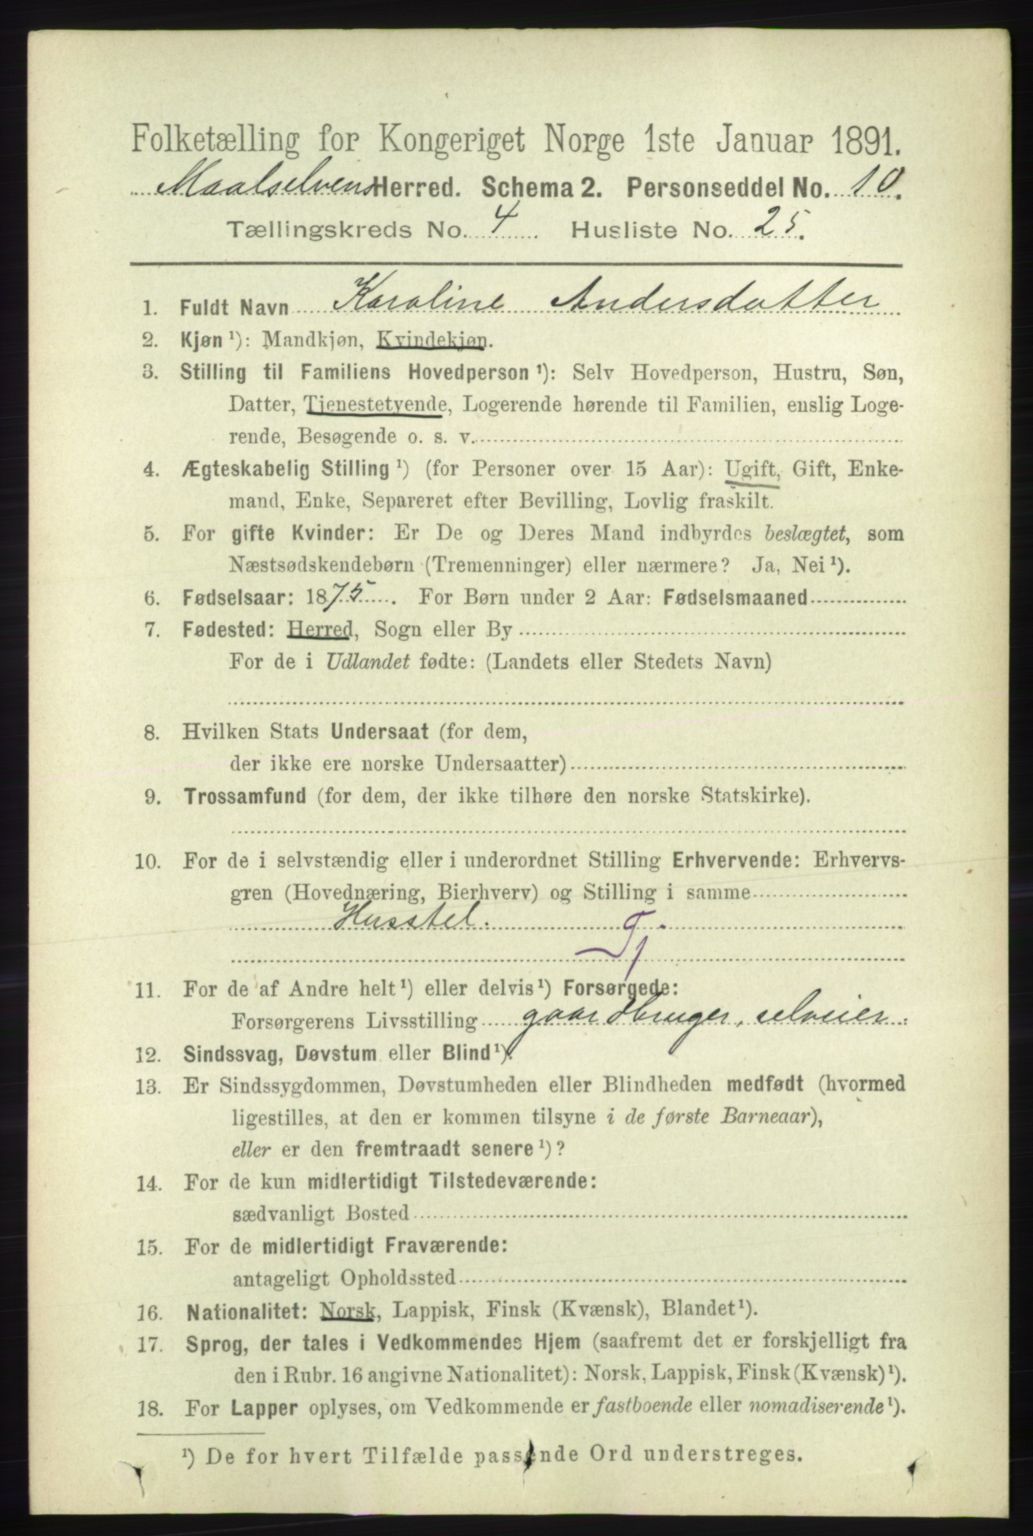 Folketælling for Kongeriget Norge 1ste Januar 1891.
Maalselvens Herred. Schema 2. Personseddel No. 10.
Tællingskreds No. 4 Husliste No. 25.
1. Fuldt Navn Karoline Andersdatter
2. Kjøn ¹): Mandkjøn, Kvindekjøn.
3. Stilling til Familiens Hovedperson ¹): Selv Hovedperson, Hustru, Søn,
Datter, Tjenestetyende, Logerende hørende til Familien, enslig Loge-
rende, Besøgende o. s. v.
4. Ægteskabelig Stilling ¹) (for Personer over 15 Aar): Ugift, Gift, Enke-
mand, Enke, Separeret efter Bevilling, Lovlig fraskilt.
5. For gifte Kvinder: Er De og Deres Mand indbyrdes beslægtet, som
Næstsødskendebørn (Tremenninger) eller nærmere? Ja, Nei ¹).
6. Fødselsaar: 1875. For Børn under 2 Aar: Fødselsmaaned
7. Fødested: Herred, Sogn eller By
For de i Udlandet fødte: (Landets eller Stedets Navn)
8. Hvilken Stats Undersaat (for dem,
der ikke ere norske Undersaatter)
9. Trossamfund (for dem, der ikke tilhøre den norske Statskirke).
10. For de i selvstændig eller i underordnet Stilling Erhvervende: Erhvervs-
gren (Hovednæring, Bierhverv) og Stilling i samme
Husstel.
Tj
11. For de af Andre helt ¹) eller delvis ¹) Forsørgede:
Forsørgerens Livsstilling gaardbruger, selveier.
12. Sindssvag, Døvstum eller Blind ¹).
13. Er Sindssygdommen, Døvstumheden eller Blindheden medfødt (hvormed
ligestilles, at den er kommen tilsyne i de første Barneaar),
eller er den fremtraadt senere ¹)?
14. For de kun midlertidigt Tilstedeværende:
sædvanligt Bosted
15. For de midlertidigt Fraværende:
antageligt Opholdssted
16. Nationalitet: Norsk, Lappisk, Finsk (Kvænsk), Blandet ¹).
17. Sprog, der tales i Vedkommendes Hjem (saafremt det er forskjelligt fra
den i Rubr. 16 angivne Nationalitet): Norsk, Lappisk, Finsk (Kvænsk) ¹).
18. For Lapper oplyses, om Vedkommende er fastboende eller nomadiserende ¹).
¹) De for hvert Tilfælde passende Ord understreges.